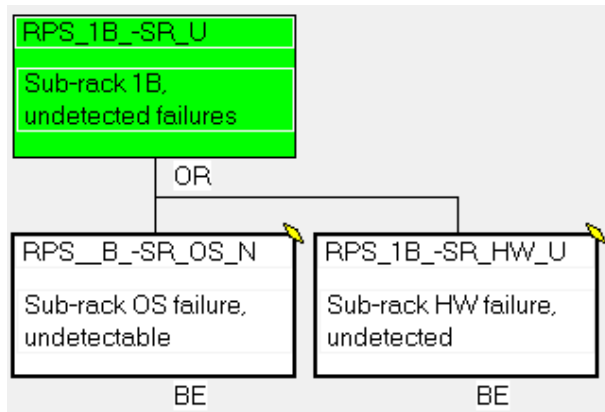 RPS_1B_-SR_U
Sub-rack 1B,
undetected failures
OR
RPS__B_-SR_OS_N
Sub-rack OS failure,
undetectable
BE
RPS_1B_-SR_HW_U
Sub-rack HW failure,
undetected
BE